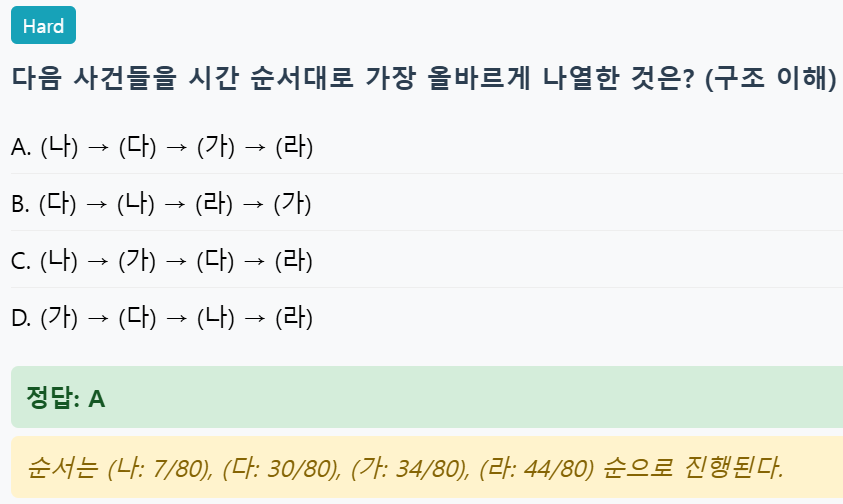 Hard
다음 사건들을 시간 순서대로 가장 올바르게 나열한 것은? (구조 이해)
A. (나) → (다) → (가) → (라)
B. (다) → (나) → (라) → (가)
C. (나) → (가) → (다) → (라)
D. (가) → (다) → (나) → (라)
정답: A
순서는 (나: 7/80), (다: 30/80), (가: 34/80), (라: 44/80) 순으로 진행된다.